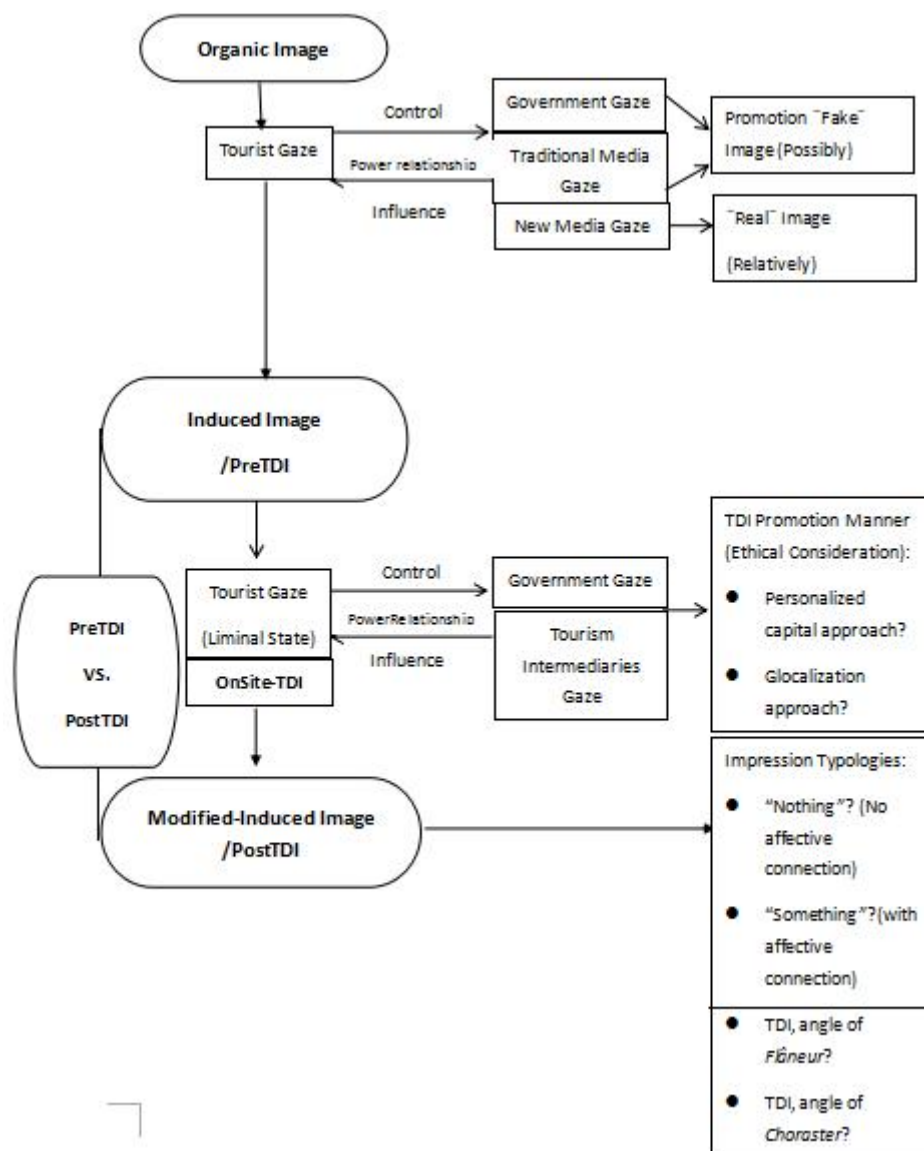 Organic Image
Tourist Gaze
Control
Power relationship
Influence
Government Gaze
Traditional Media
Gaze
New Media Gaze
Promotion ¨Fake¨
Image (Possibly)
¨Real¨ Image
(Relatively)
Induced Image
/PreTDI
PreTDI
VS.
PostTDI
Tourist Gaze
(Liminal State)
OnSite-TDI
Control
PowerRelationship
Influence
Government Gaze
Tourism
Intermediaries
Gaze
TDI Promotion Manner
(Ethical Consideration):
● Personalized
capital approach?
● Glocalization
approach?
Modified-Induced Image
/PostTDI
Impression Typologies:
● “Nothing”? (No
affective
connection)
● “Something”?(with
affective
connection)
● TDI, angle of
Flâneur?
● TDI, angle of
Choraster?